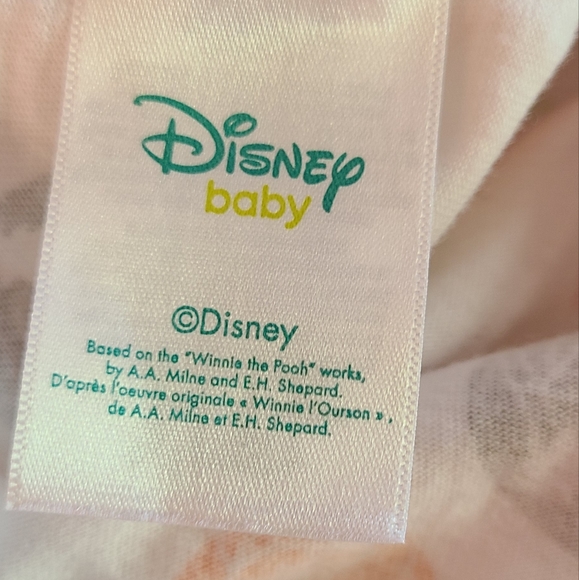 Disney
baby
©Disney
Based on the "Winnie the Pooh" works,
by A.A. Milne and E.H. Shepard.
D'après l'oeuvre originale « Winnie l'Ourson »,
de A.A. Milne et E.H. Shepard.